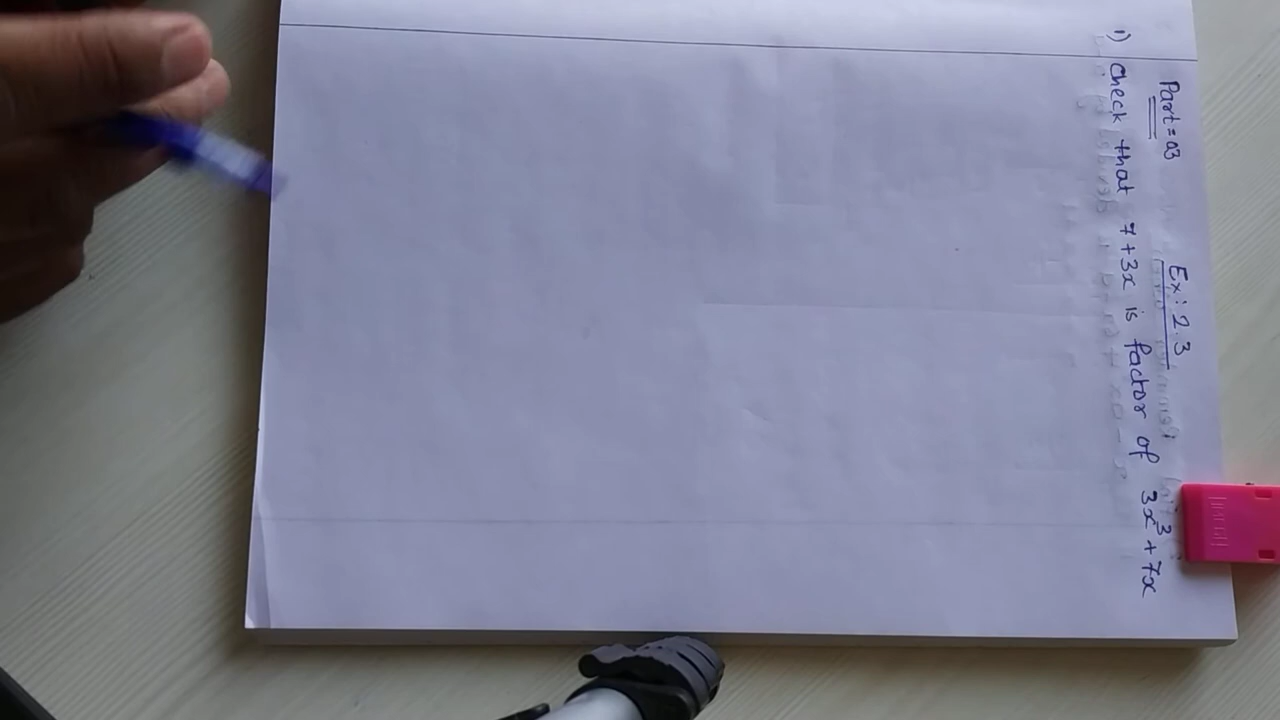 Part = 03
Ex: 2.3
1) Check that 7+3x is factor of 3x³+7x